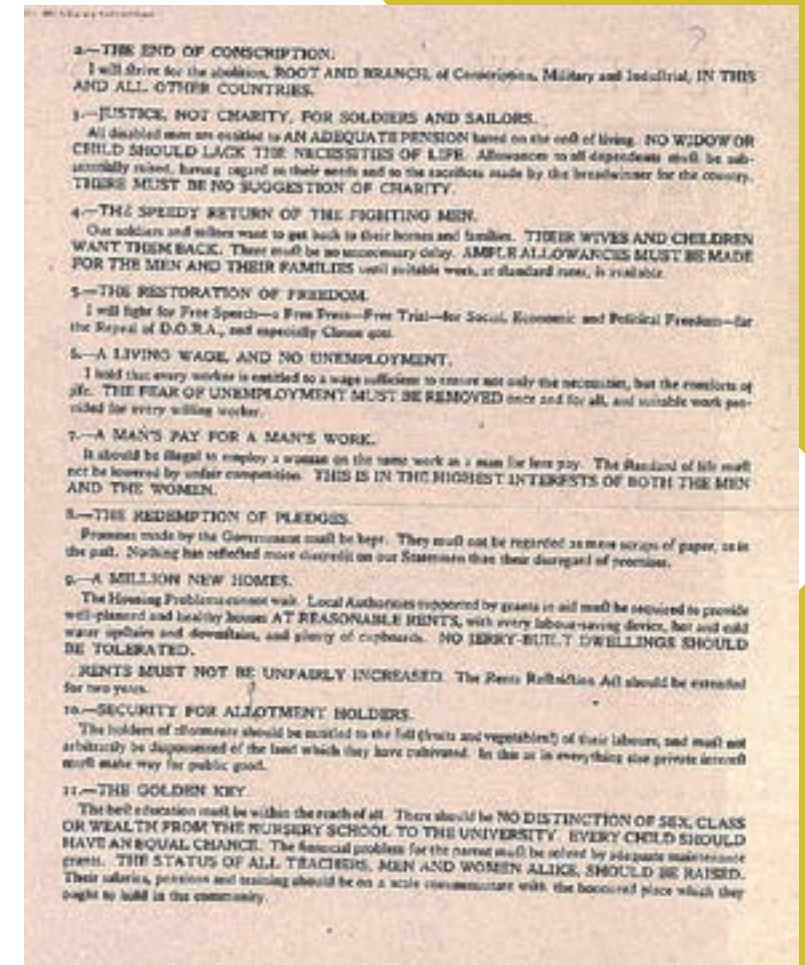 2.—THE END OF CONSCRIPTION.
I will strive for the abolition, ROOT AND BRANCH, of Conscription, Military and Industrial, IN THIS
AND ALL OTHER COUNTRIES.
3.—JUSTICE, NOT CHARITY, FOR SOLDIERS AND SAILORS.
All disabled men are entitled to AN ADEQUATE PENSION based on the cost of living. NO WIDOW OR
CHILD SHOULD LACK THE NECESSITIES OF LIFE. Allowances to all dependents must be sub-
stantially raised, having regard to their needs and to the sacrifices made by the breadwinner for the country.
THERE MUST BE NO SUGGESTION OF CHARITY.
4.—THE SPEEDY RETURN OF THE FIGHTING MEN.
Our soldiers and sailors want to get back to their homes and families. THEIR WIVES AND CHILDREN
WANT THEM BACK. There must be no unnecessary delay. AMPLE ALLOWANCES MUST BE MADE
FOR THE MEN AND THEIR FAMILIES until suitable work, at standard rates, is available.
5.—THE RESTORATION OF FREEDOM.
I will fight for Free Speech—a Free Press—Free Trial—for Social, Economic and Political Freedom—for
the Repeal of D.O.R.A., and especially Clause
6.—A LIVING WAGE, AND NO UNEMPLOYMENT.
I hold that every worker is entitled to a wage sufficient to ensure not only the necessities, but the comforts of
life. THE FEAR OF UNEMPLOYMENT MUST BE REMOVED once and for all, and suitable work pro-
vided for every willing worker.
7.—A MAN'S PAY FOR A MAN'S WORK.
It should be illegal to employ a woman on the same work as a man for less pay. The standard of life must
not be lowered by unfair competition. THIS IS IN THE HIGHEST INTERESTS OF BOTH THE MEN
AND THE WOMEN.
8.—THE REDEMPTION OF PLEDGES.
Promises made by the Government must be kept. They must not be regarded as mere scraps of paper, as in
the past. Nothing has reflected more discredit on our Statesmen than their disregard of promises.
9.—A MILLION NEW HOMES.
The Housing Problem cannot wait. Local Authorities supported by grants in aid must be required to provide
well-planned and healthy houses AT REASONABLE RENTS, with every labour-saving device, hot and cold
water upstairs and downstairs, and plenty of cupboards. NO JERRY-BUILT DWELLINGS SHOULD
BE TOLERATED.
RENTS MUST NOT BE UNFAIRLY INCREASED. The Rents Restriction Act should be extended
for two years.
10.—SECURITY FOR ALLOTMENT HOLDERS.
The holders of allotments should be entitled to the full (fruits and vegetables!) of their labours, and must not
arbitrarily be dispossessed of the land which they have cultivated. In this as in everything else private interest
must make way for public good.
11.—THE GOLDEN KEY.
The best education must be within the reach of all. There should be NO DISTINCTION OF SEX, CLASS
OR WEALTH FROM THE NURSERY SCHOOL TO THE UNIVERSITY. EVERY CHILD SHOULD
HAVE AN EQUAL CHANCE. The financial problem for the parent must be solved by adequate maintenance
grants. THE STATUS OF ALL TEACHERS, MEN AND WOMEN ALIKE, SHOULD BE RAISED.
Their salaries, pensions and training should be on a scale commensurate with the honoured place which they
ought to hold in the community.